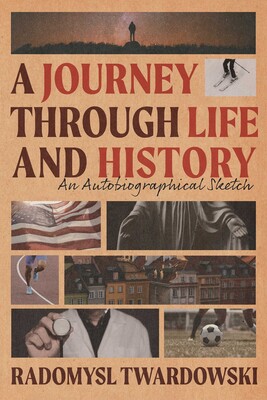 A JOURNEY
THROUGH LIFE
AND HISTORY
An Autobiographical Sketch
RADOMYSL TWARDOWSKI